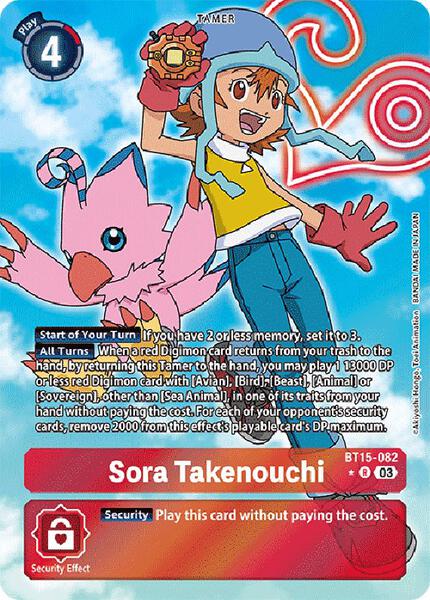 TAMER
Play
4
Start of Your Turn If you have 2 or less memory, set it to 3.
All Turns When a red Digimon card returns from your trash to the
hand, by returning this Tamer to the hand, you may play 1 13000 DP
or less red Digimon card with [Avian], [Bird], [Beast], [Animal] or
[Sovereign], other than [Sea Animal], in one of its traits from your
hand without paying the cost. For each of your opponent's security
cards, remove 2000 from this effect's playable card's DP maximum.
©Akiyoshi Hongo, Toei Animation BANDAI MADE IN JAPAN
BT15-082
Sora Takenouchi
R 03
Security Play this card without paying the cost.
Security Effect